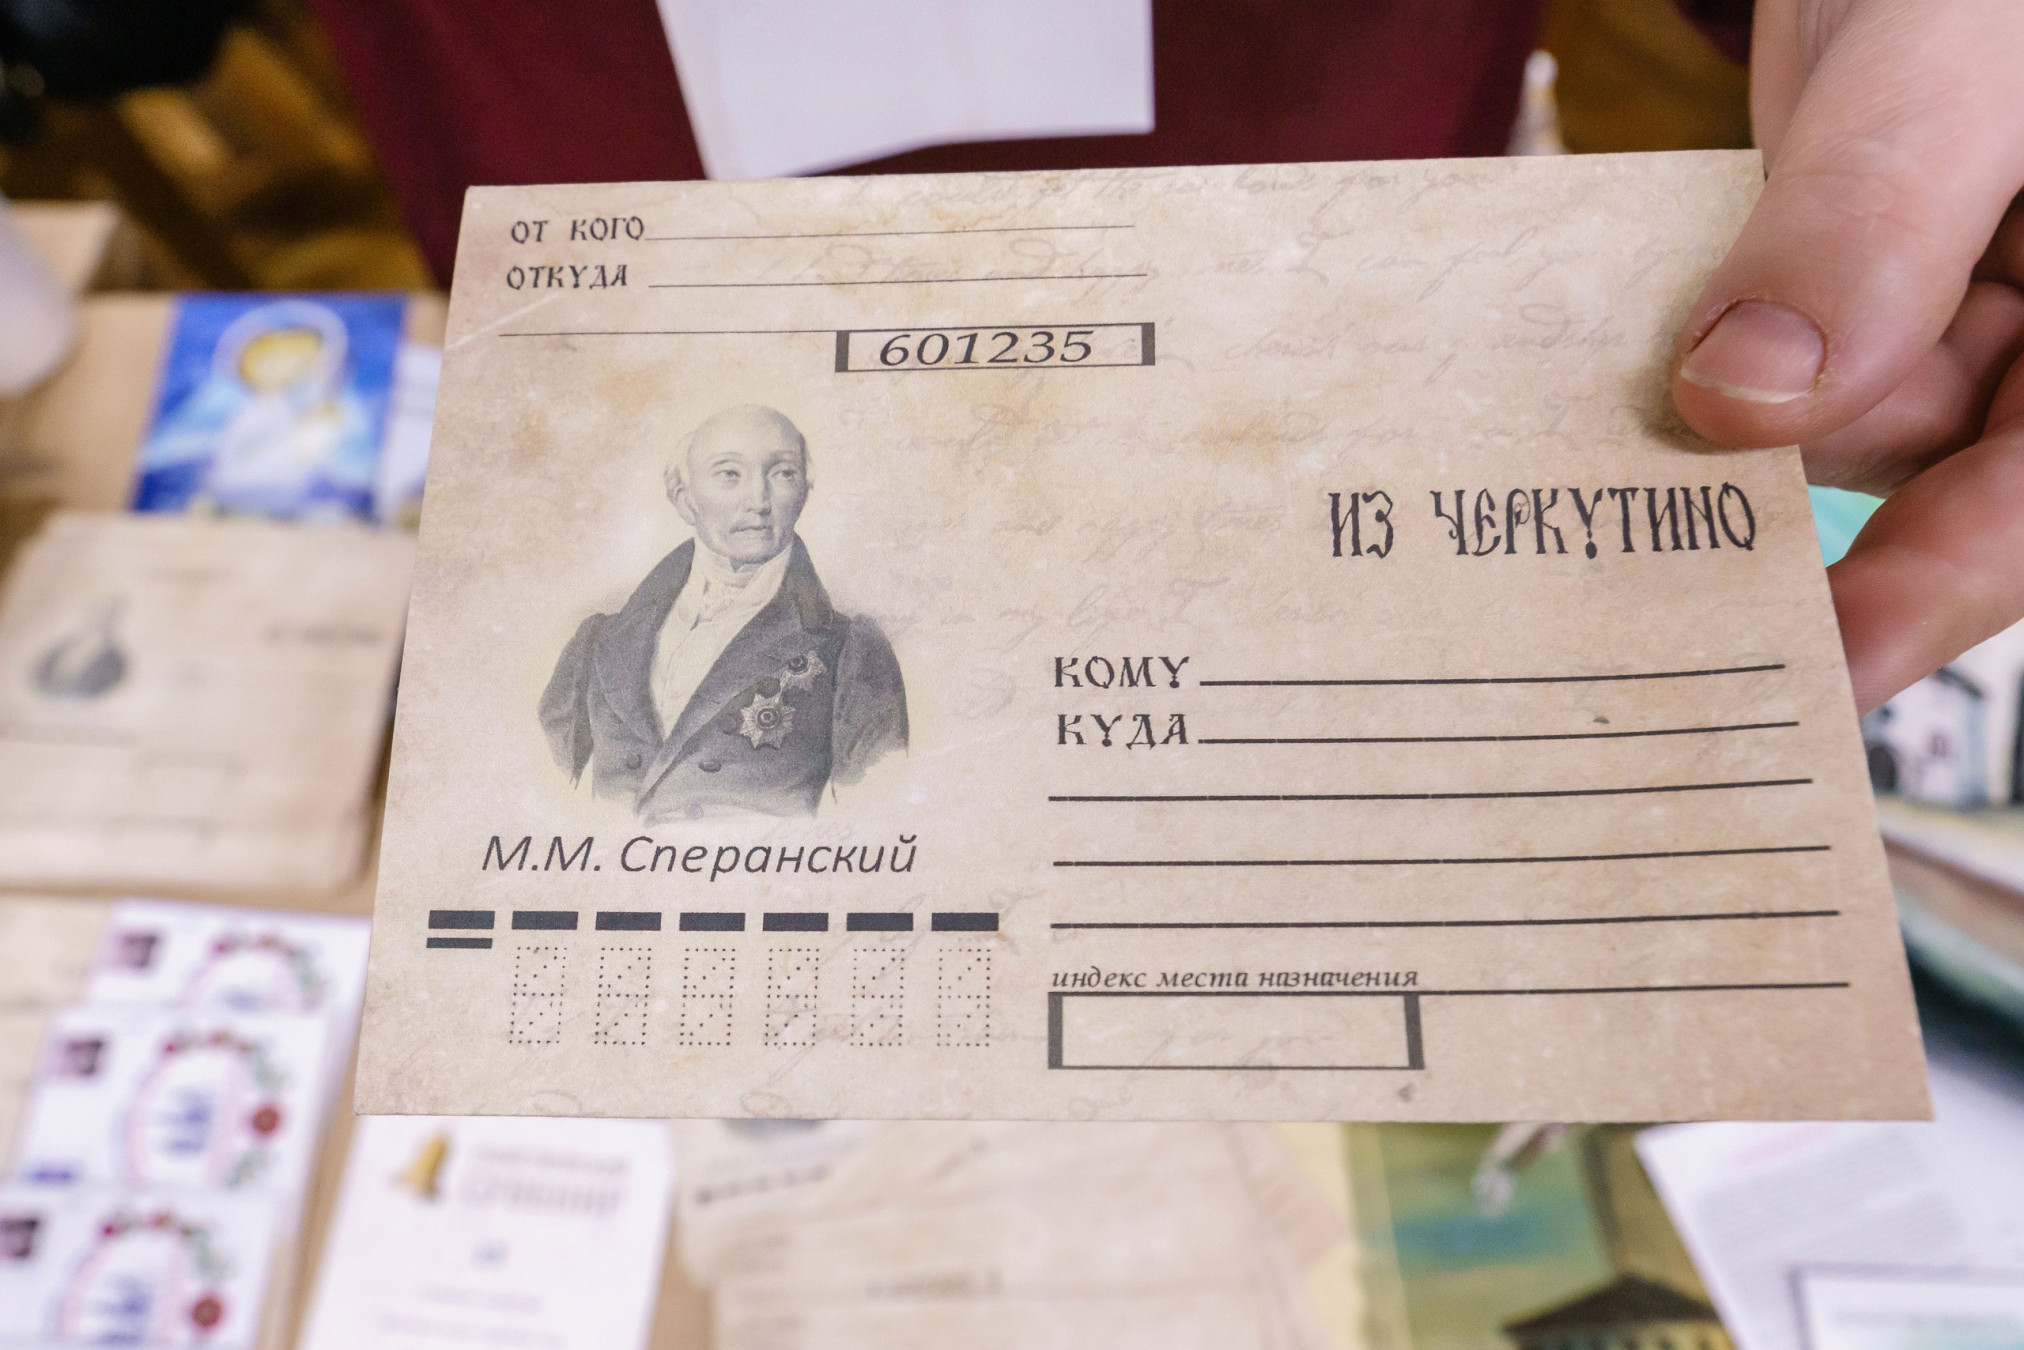 ОТ КОГО
ОТКУДА
601235
ИЗ ЧЕРКУТИНО
М.М. Сперанский
КОМУ
КУДА
индекс места назначения